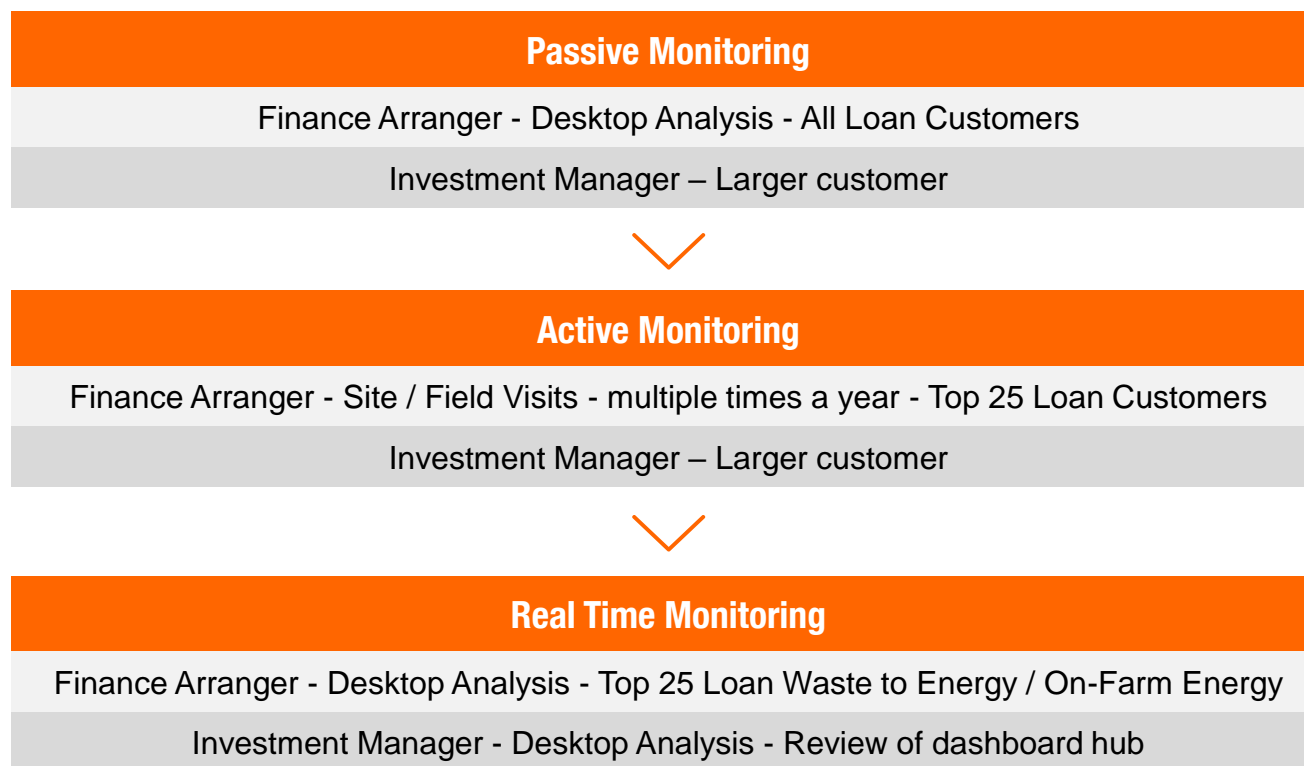 Passive Monitoring
Finance Arranger - Desktop Analysis - All Loan Customers
Investment Manager – Larger customer
Active Monitoring
Finance Arranger - Site / Field Visits - multiple times a year - Top 25 Loan Customers
Investment Manager – Larger customer
Real Time Monitoring
Finance Arranger - Desktop Analysis - Top 25 Loan Waste to Energy / On-Farm Energy
Investment Manager - Desktop Analysis - Review of dashboard hub